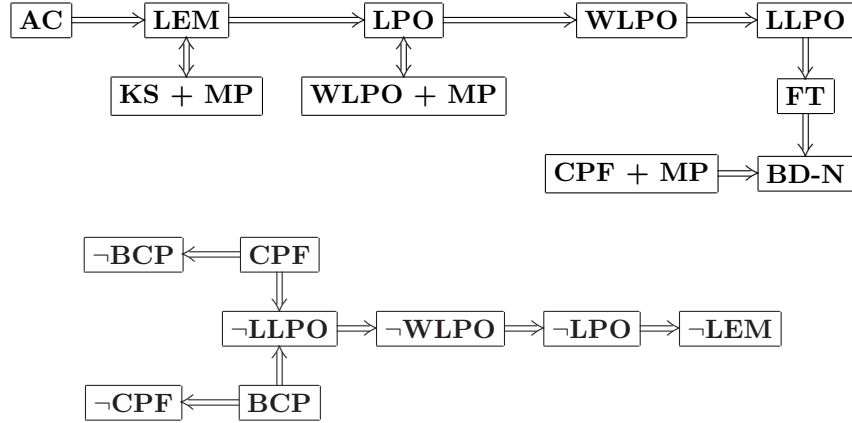 AC LEM LPO WLPO LLPO
KS + MP WLPO + MP FT
CPF + MP BD-N
¬BCP CPF
¬LLPO ¬WLPO ¬LPO ¬LEM
¬CPF BCP